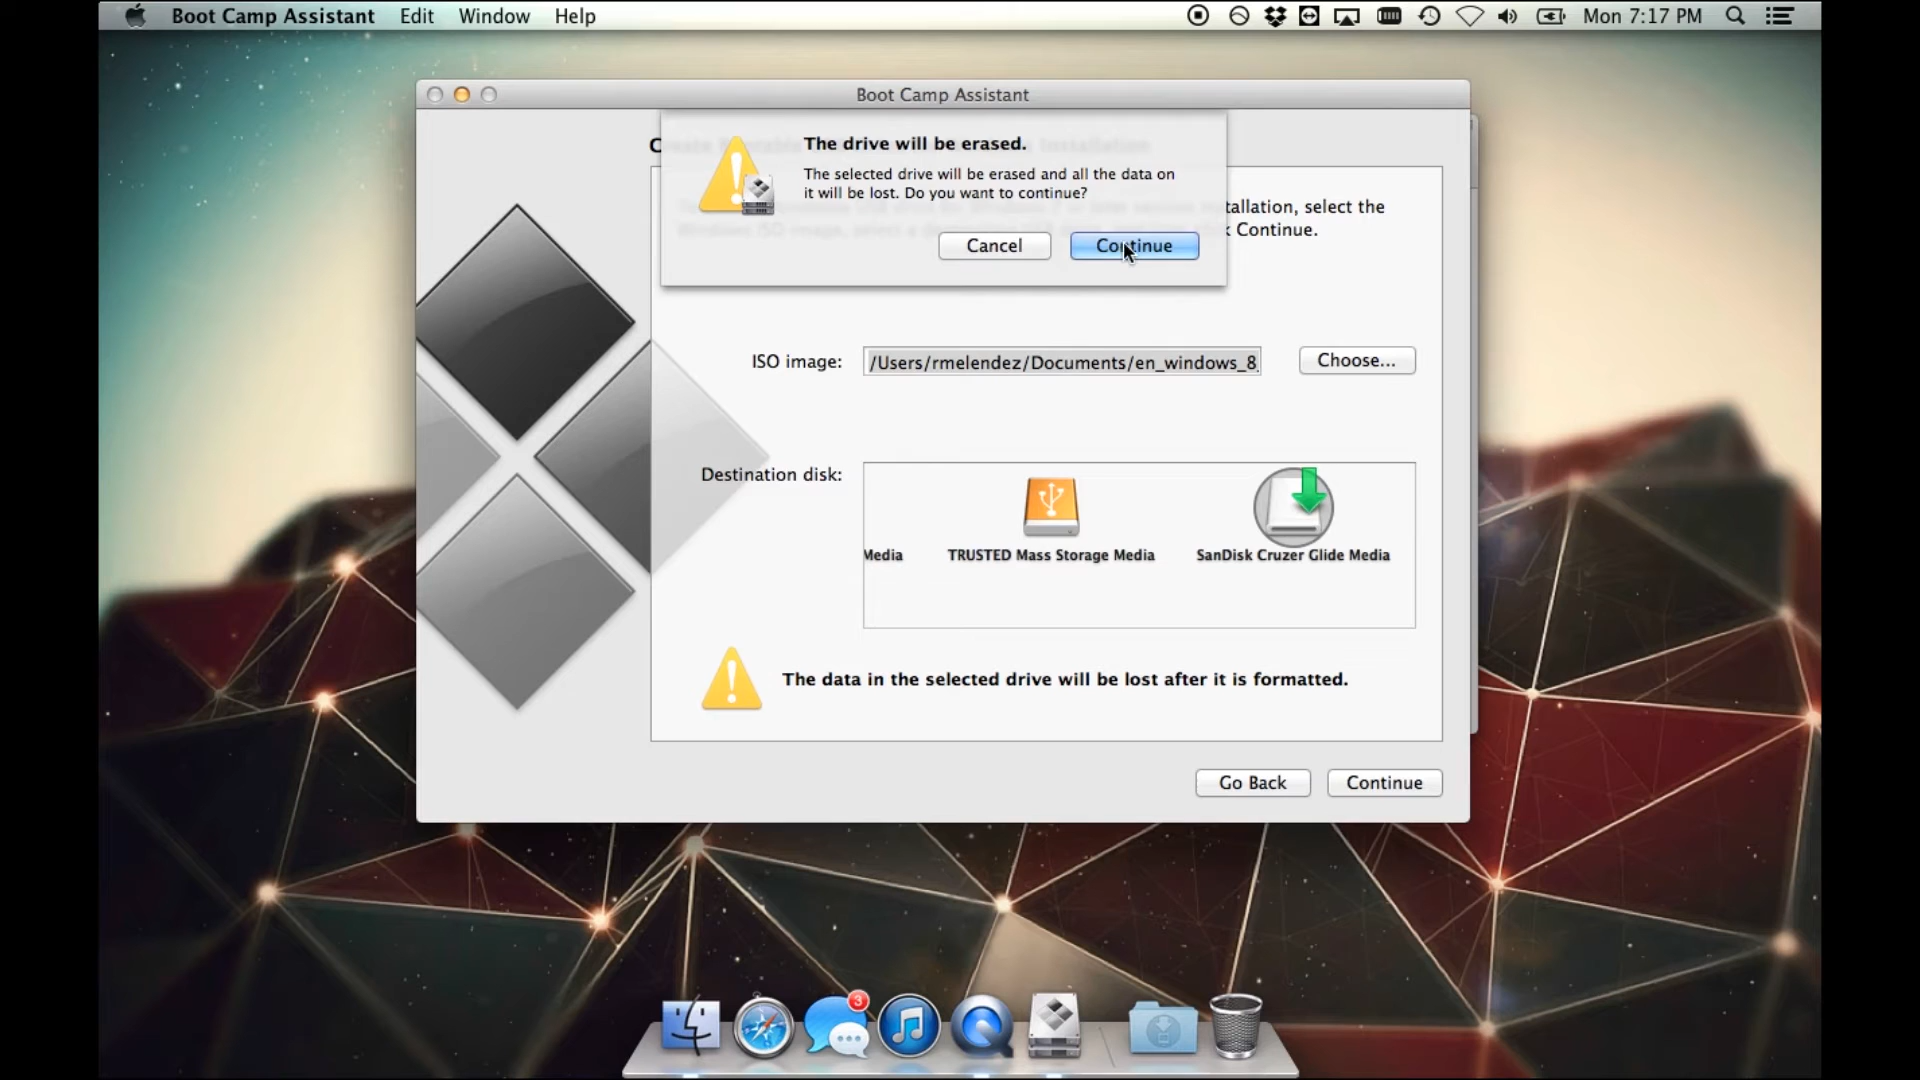 Boot Camp Assistant Edit Window Help
Mon 7:17 PM
Boot Camp Assistant
The drive will be erased.
The selected drive will be erased and all the data on
it will be lost. Do you want to continue?
Cancel Continue
tallation, select the
k Continue.
ISO image: /Users/rmelendez/Documents/en_windows_8_ Choose...
Destination disk:
Media TRUSTED Mass Storage Media SanDisk Cruzer Glide Media
The data in the selected drive will be lost after it is formatted.
Go Back Continue
3